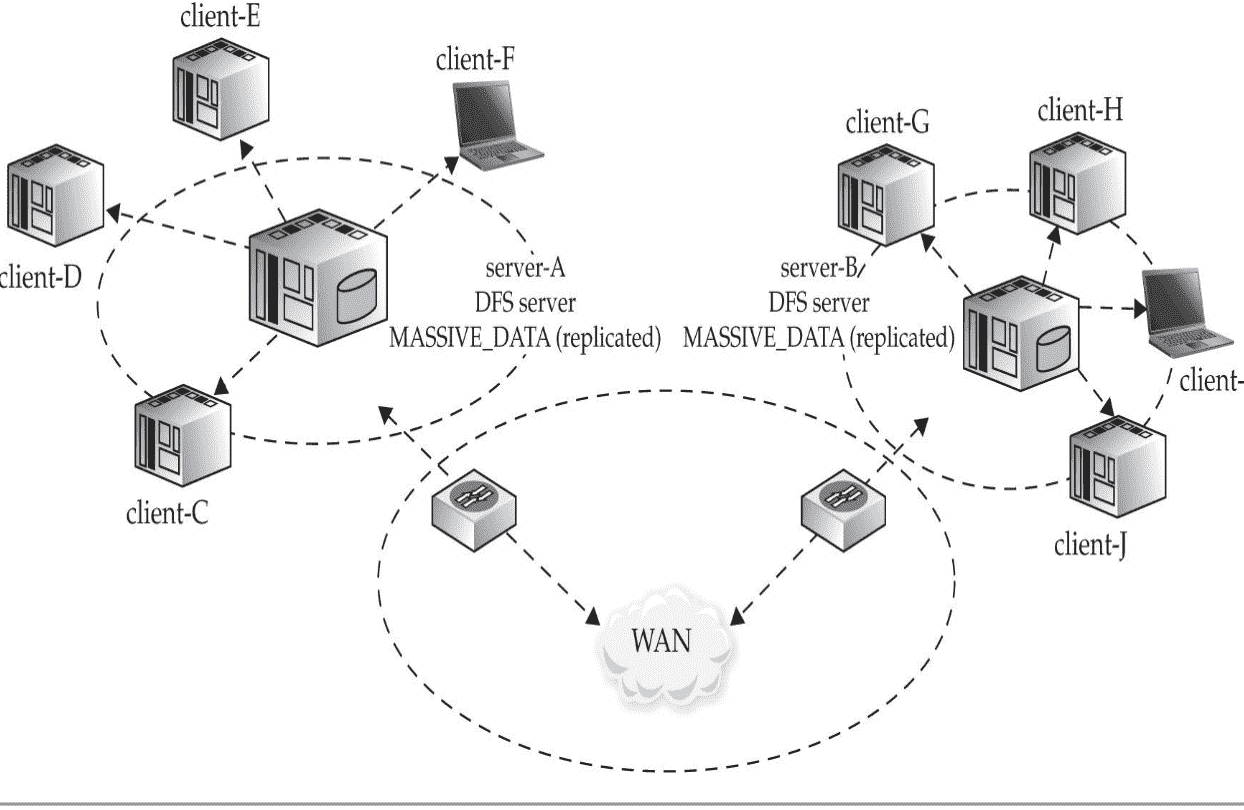 client-E
client-F
client-D
client-C
server-A
DFS server
MASSIVE_DATA (replicated)
client-G
client-H
server-B
DFS server
MASSIVE_DATA (replicated)
client-
client-J
WAN